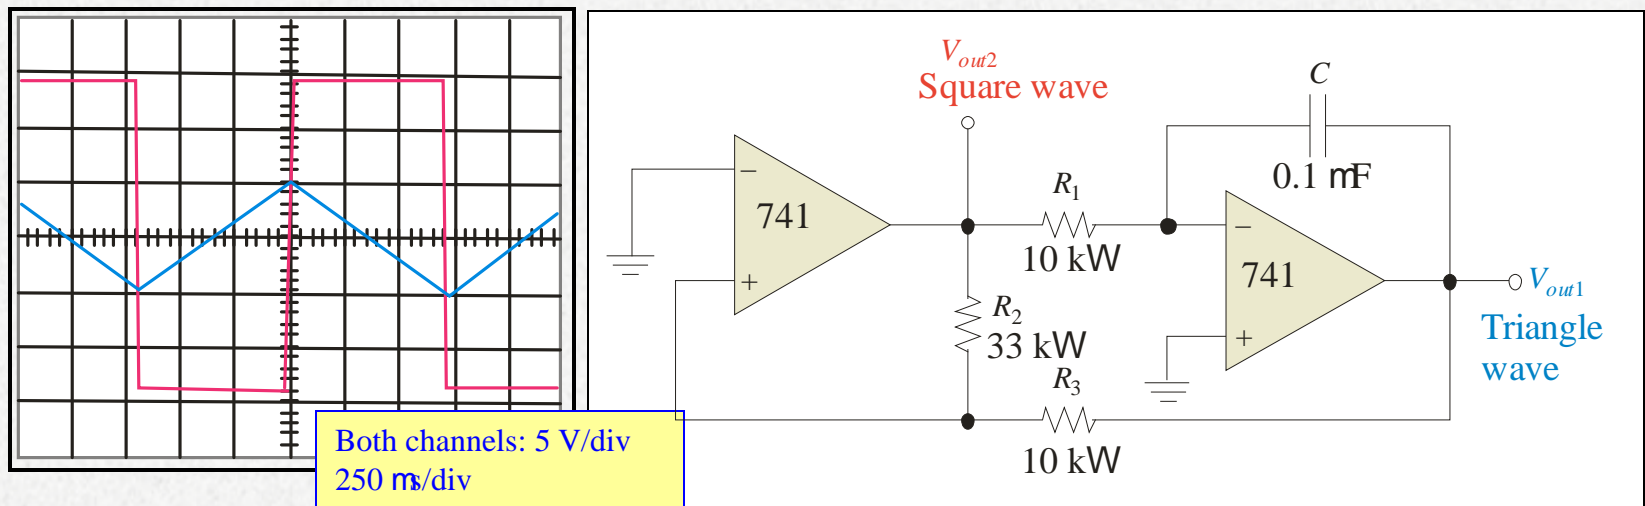 Both channels: 5 V/div
250 ms/div
Vout2
Square wave
−
741
+
R1
10 kW
R2
33 kW
R3
10 kW
C
0.1 mF
−
741
+
Vout1
Triangle
wave